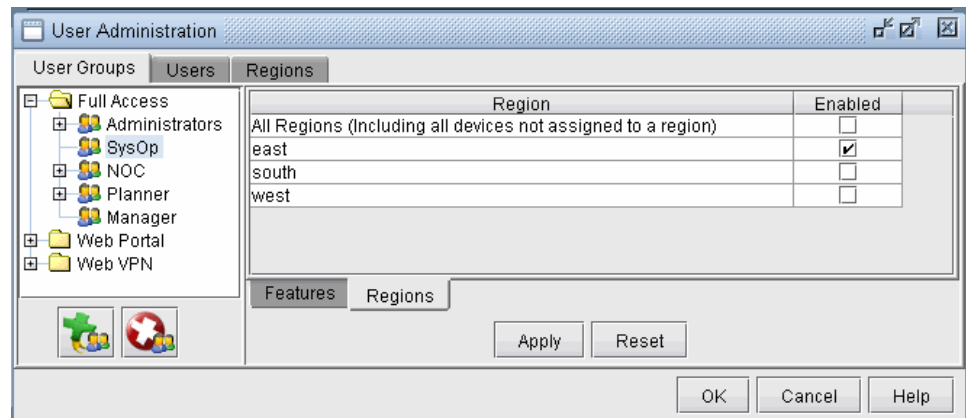 User Administration
User Groups
Users
Regions
Full Access
Administrators
SysOp
NOC
Planner
Manager
Web Portal
Web VPN
Region
Enabled
All Regions (Including all devices not assigned to a region)
east
south
west
Features
Regions
Apply
Reset
OK
Cancel
Help